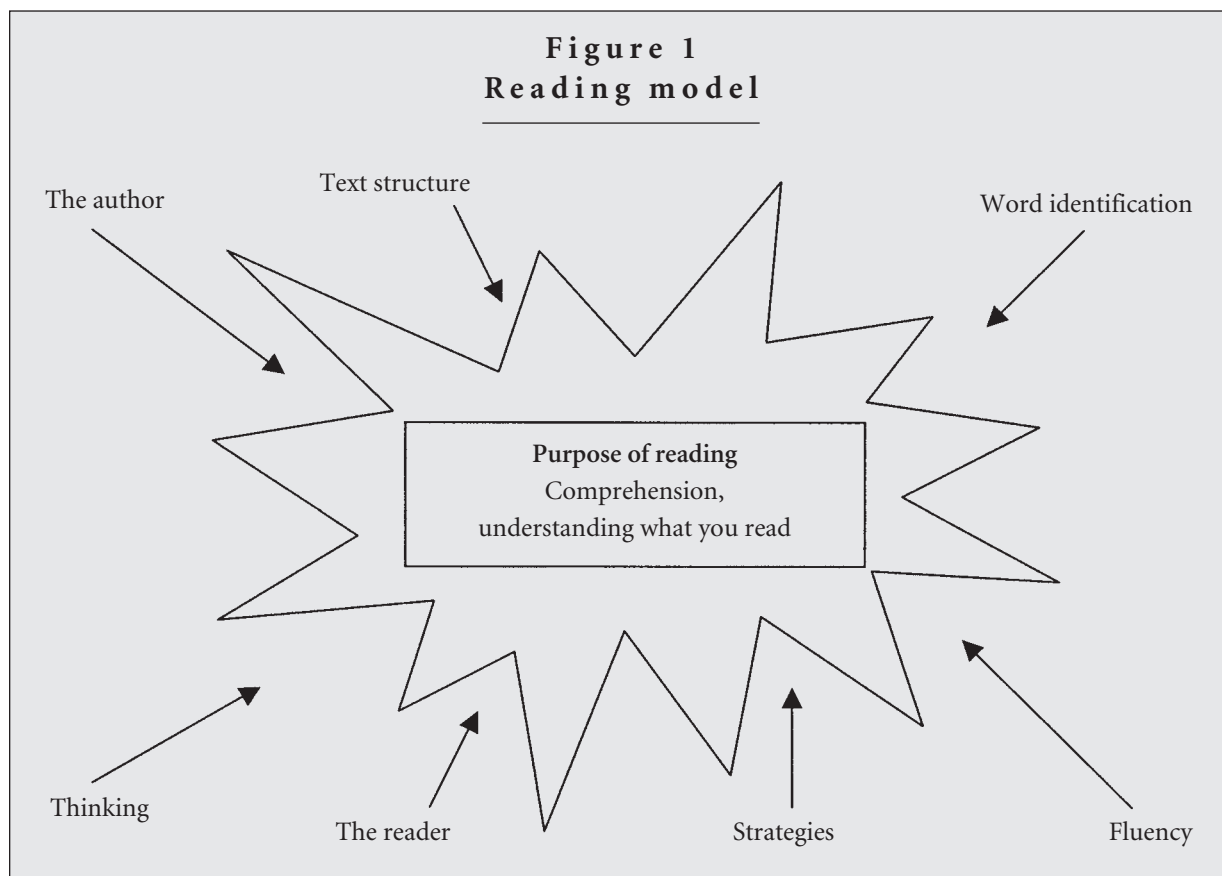 Figure 1
Reading model
The author
Text structure
Word identification
Purpose of reading
Comprehension,
understanding what you read
Thinking
The reader
Strategies
Fluency